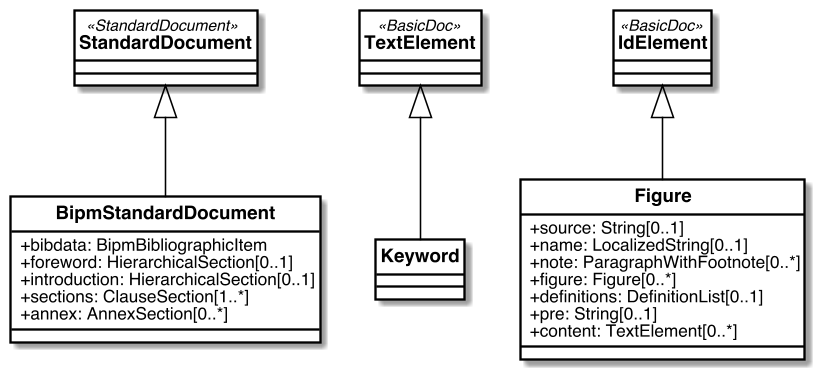 «StandardDocument»
StandardDocument
«BasicDoc»
TextElement
«BasicDoc»
IdElement
BipmStandardDocument
+bibdata: BipmBibliographicItem
+foreword: HierarchicalSection[0..1]
+introduction: HierarchicalSection[0..1]
+sections: ClauseSection[1..*]
+annex: AnnexSection[0..*]
Keyword
Figure
+source: String[0..1]
+name: LocalizedString[0..1]
+note: ParagraphWithFootnote[0..*]
+figure: Figure[0..*]
+definitions: DefinitionList[0..1]
+pre: String[0..1]
+content: TextElement[0..*]